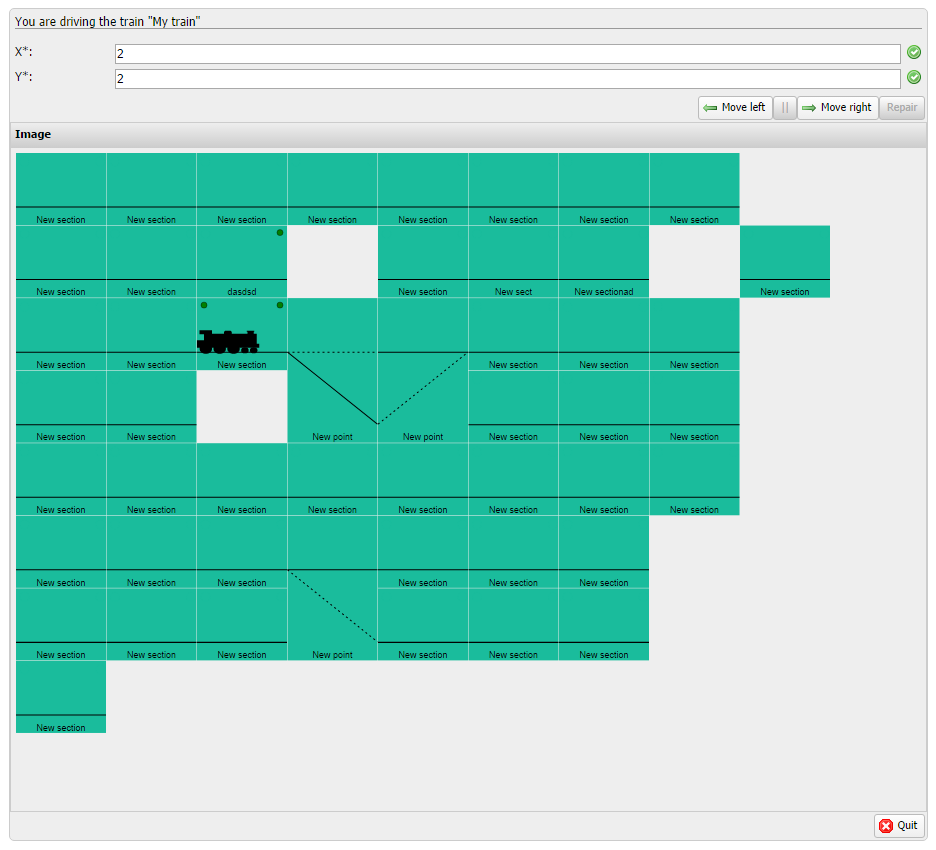 You are driving the train "My train"
X*: 2
Y*: 2
Move left || Move right Repair
Image
New section New section New section New section New section New section New section New section
New section New section dasdsd New section New sect New sectionad New section
New section New section New section New section New section New section
New section New section New point New point New section New section New section
New section New section New section New section New section New section New section New section
New section New section New section New section New section New section
New section New section New section New point New section New section New section
New section
Quit